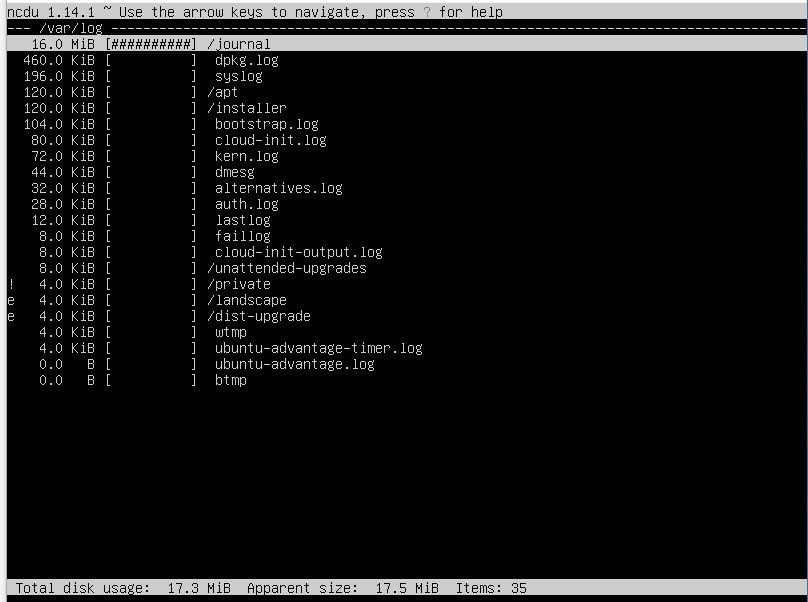 ncdu 1.14.1 ~ Use the arrow keys to navigate, press ? for help
--- /var/log ----------------------------------------------------------------------------------------
   16.0 MiB [##########] /journal
  460.0 KiB [          ]  dpkg.log
  196.0 KiB [          ]  syslog
  120.0 KiB [          ] /apt
  120.0 KiB [          ] /installer
  104.0 KiB [          ]  bootstrap.log
   80.0 KiB [          ]  cloud-init.log
   72.0 KiB [          ]  kern.log
   44.0 KiB [          ]  dmesg
   32.0 KiB [          ]  alternatives.log
   28.0 KiB [          ]  auth.log
   12.0 KiB [          ]  lastlog
    8.0 KiB [          ]  faillog
    8.0 KiB [          ]  cloud-init-output.log
    8.0 KiB [          ] /unattended-upgrades
!   4.0 KiB [          ] /private
e   4.0 KiB [          ] /landscape
e   4.0 KiB [          ] /dist-upgrade
    4.0 KiB [          ]  wtmp
    4.0 KiB [          ]  ubuntu-advantage-timer.log
    0.0   B [          ]  ubuntu-advantage.log
    0.0   B [          ]  btmp
Total disk usage:  17.3 MiB  Apparent size:  17.5 MiB  Items: 35